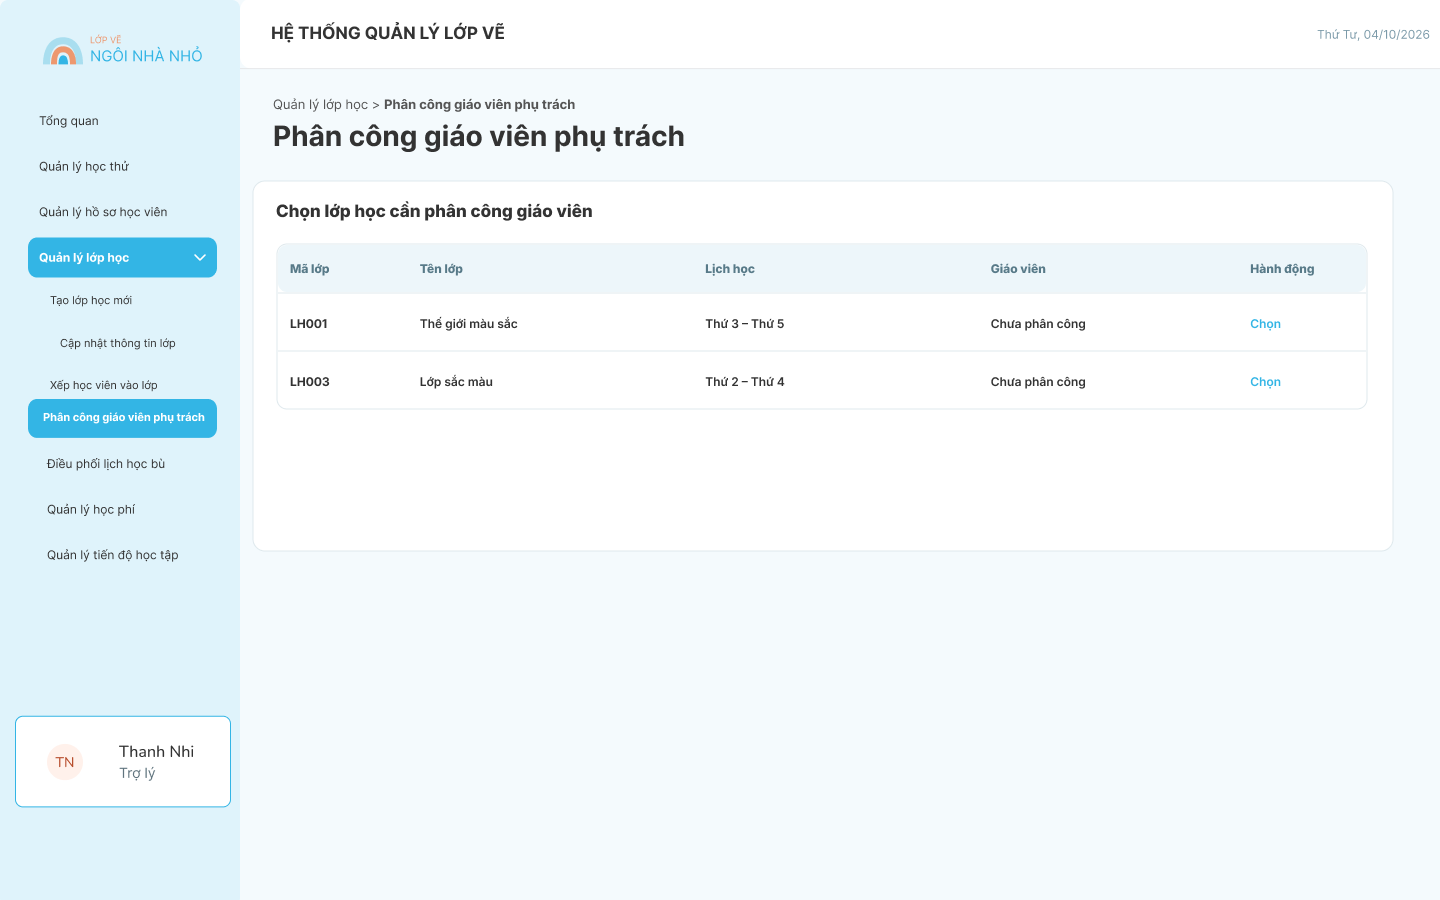 LỚP VẼ
NGÔI NHÀ NHỎ
Tổng quan
Quản lý học thử
Quản lý hồ sơ học viên
Quản lý lớp học
Tạo lớp học mới
Cập nhật thông tin lớp
Xếp học viên vào lớp
Phân công giáo viên phụ trách
Điều phối lịch học bù
Quản lý học phí
Quản lý tiến độ học tập
TN
Thanh Nhi
Trợ lý
HỆ THỐNG QUẢN LÝ LỚP VẼ
Thứ Tư, 04/10/2026
Quản lý lớp học > Phân công giáo viên phụ trách
Phân công giáo viên phụ trách
Chọn lớp học cần phân công giáo viên
Mã lớp Tên lớp Lịch học Giáo viên Hành động
LH001 Thế giới màu sắc Thứ 3 – Thứ 5 Chưa phân công Chọn
LH003 Lớp sắc màu Thứ 2 – Thứ 4 Chưa phân công Chọn